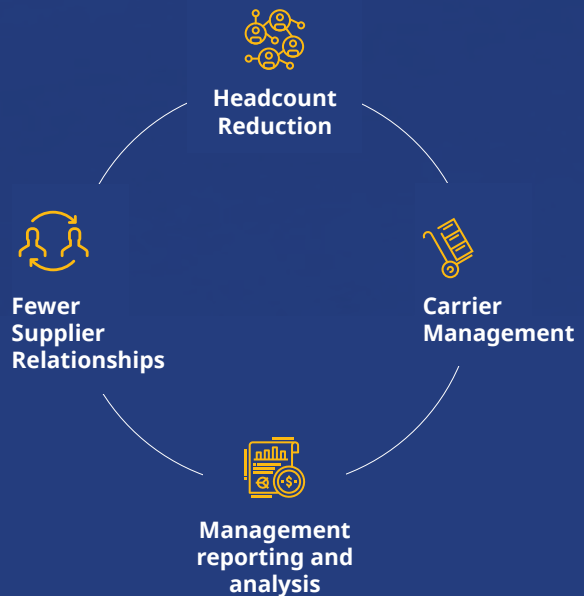 Headcount
Reduction
Fewer
Supplier
Relationships
Carrier
Management
$
Management
reporting and
analysis